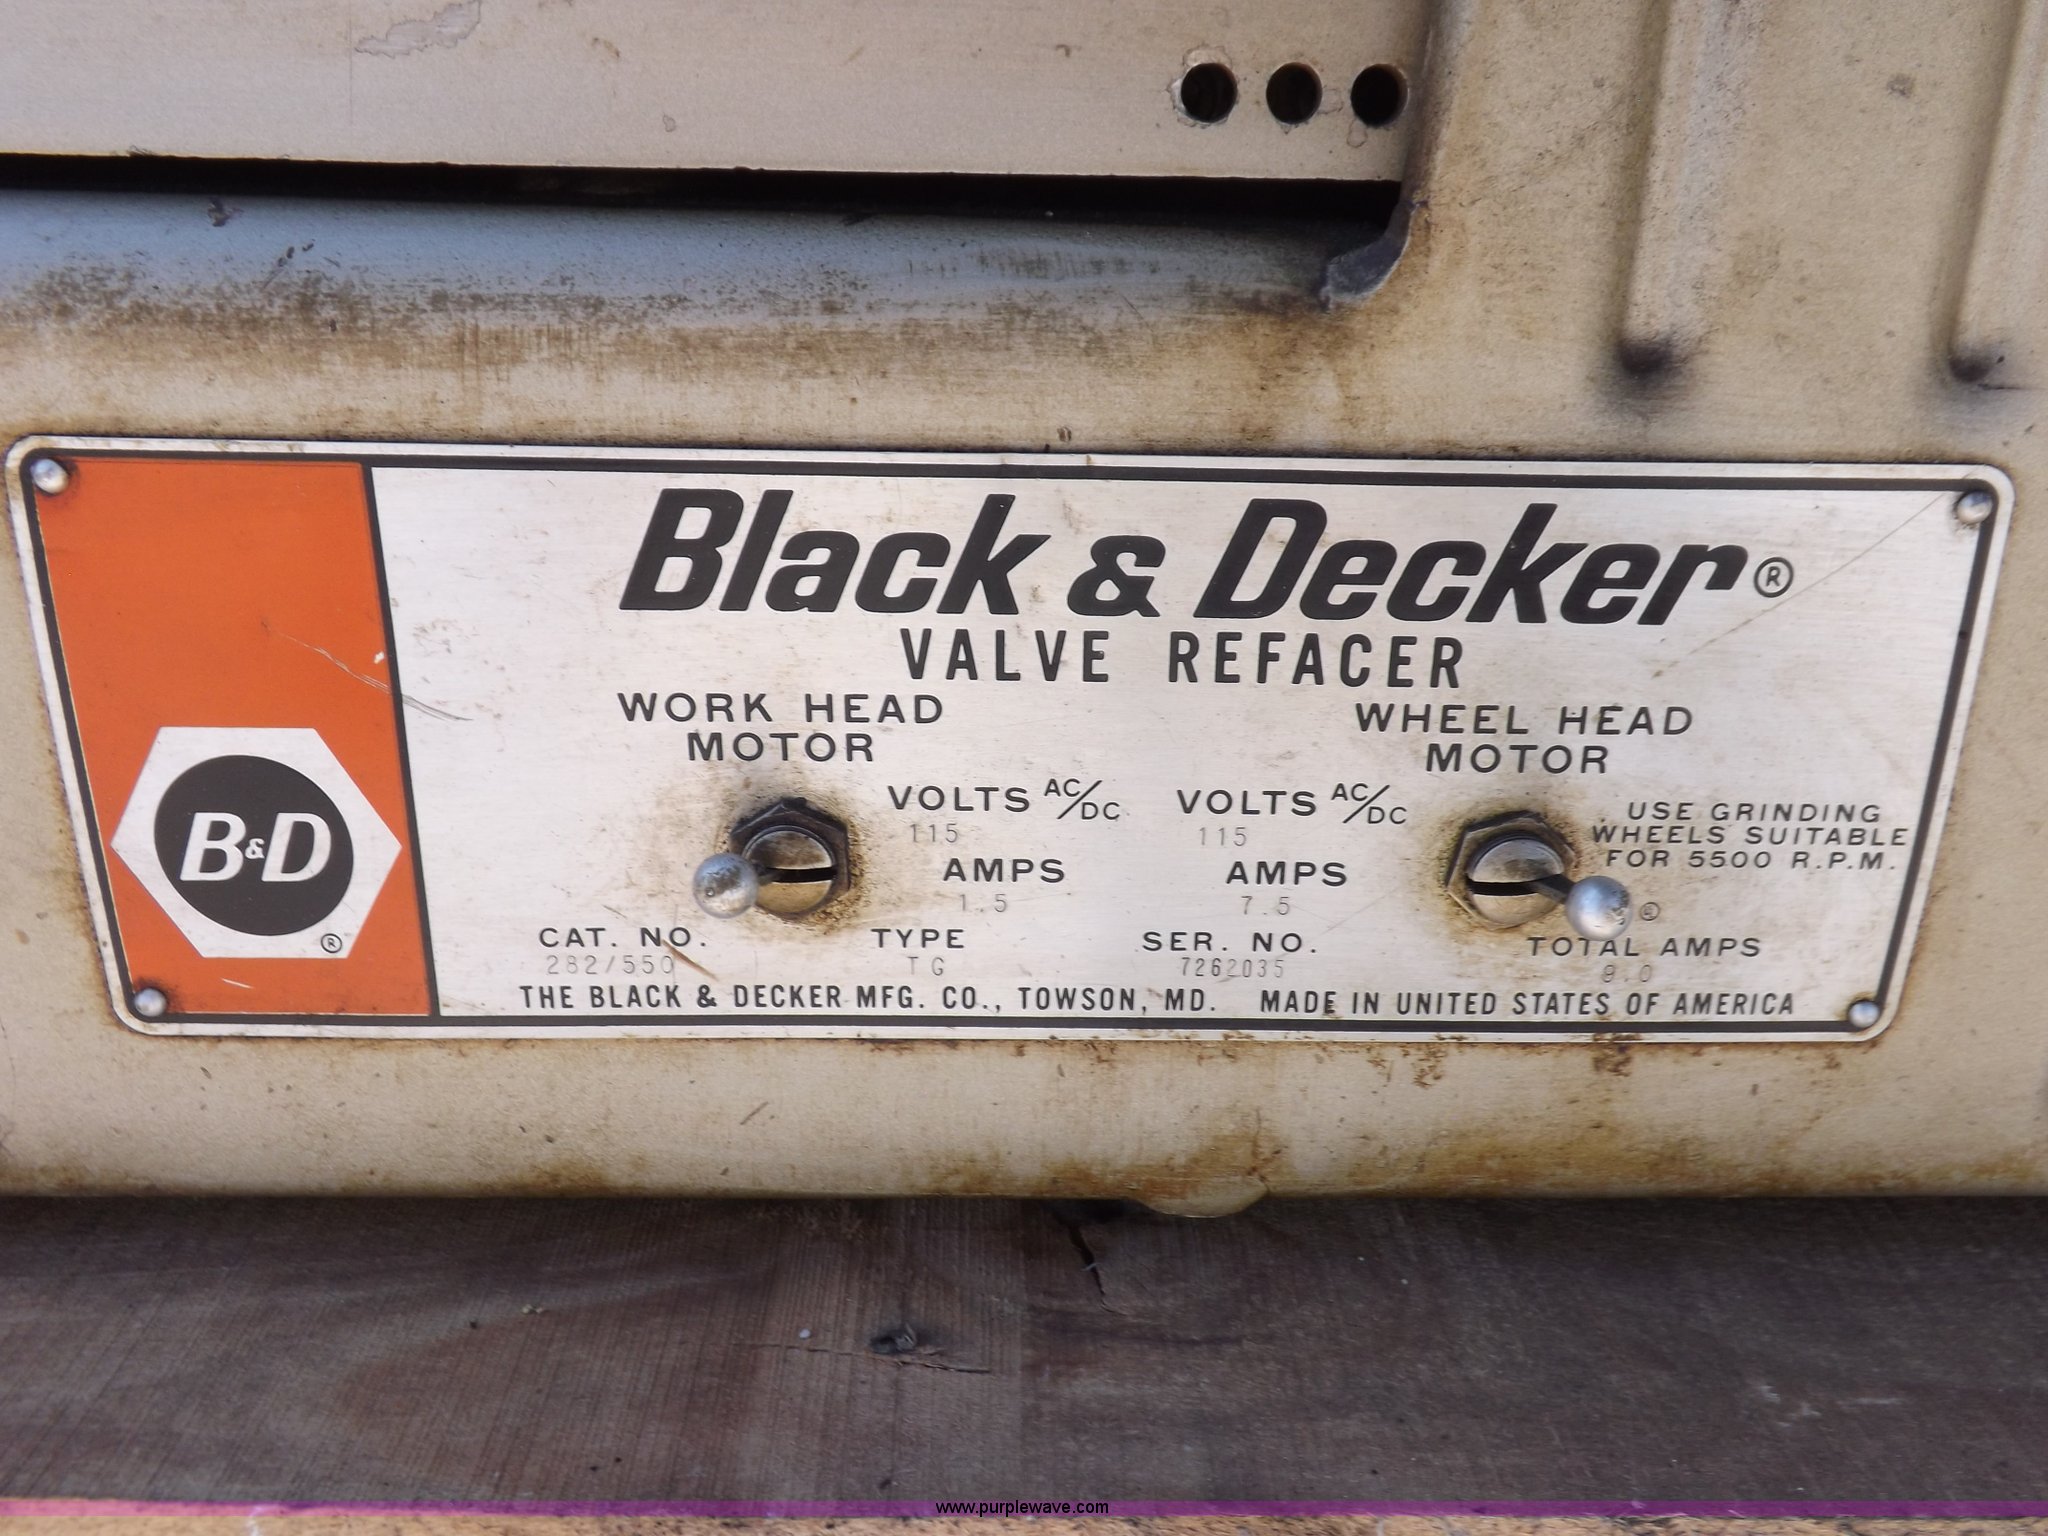 Black & Decker®
VALVE REFACER
WORK HEAD
MOTOR
WHEEL HEAD
MOTOR
VOLTS AC/DC
115
AMPS
1.5
VOLTS AC/DC
115
AMPS
7.5
USE GRINDING
WHEELS SUITABLE
FOR 5500 R.P.M.
®
B&D
®
CAT. NO.
282/550
TYPE
TG
SER. NO.
7262035
TOTAL AMPS
9.0
THE BLACK & DECKER MFG. CO., TOWSON, MD. MADE IN UNITED STATES OF AMERICA
www.purplewave.com